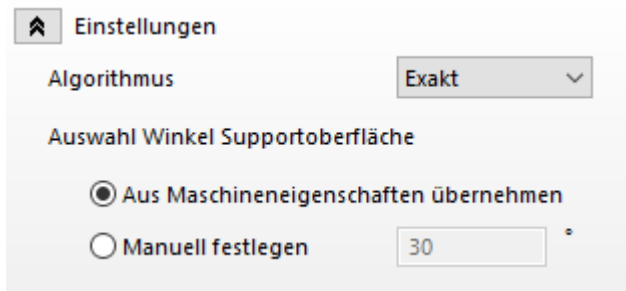 Einstellungen
Algorithmus Exakt
Auswahl Winkel Supportoberfläche
Aus Maschineneigenschaften übernehmen
Manuell festlegen 30 °